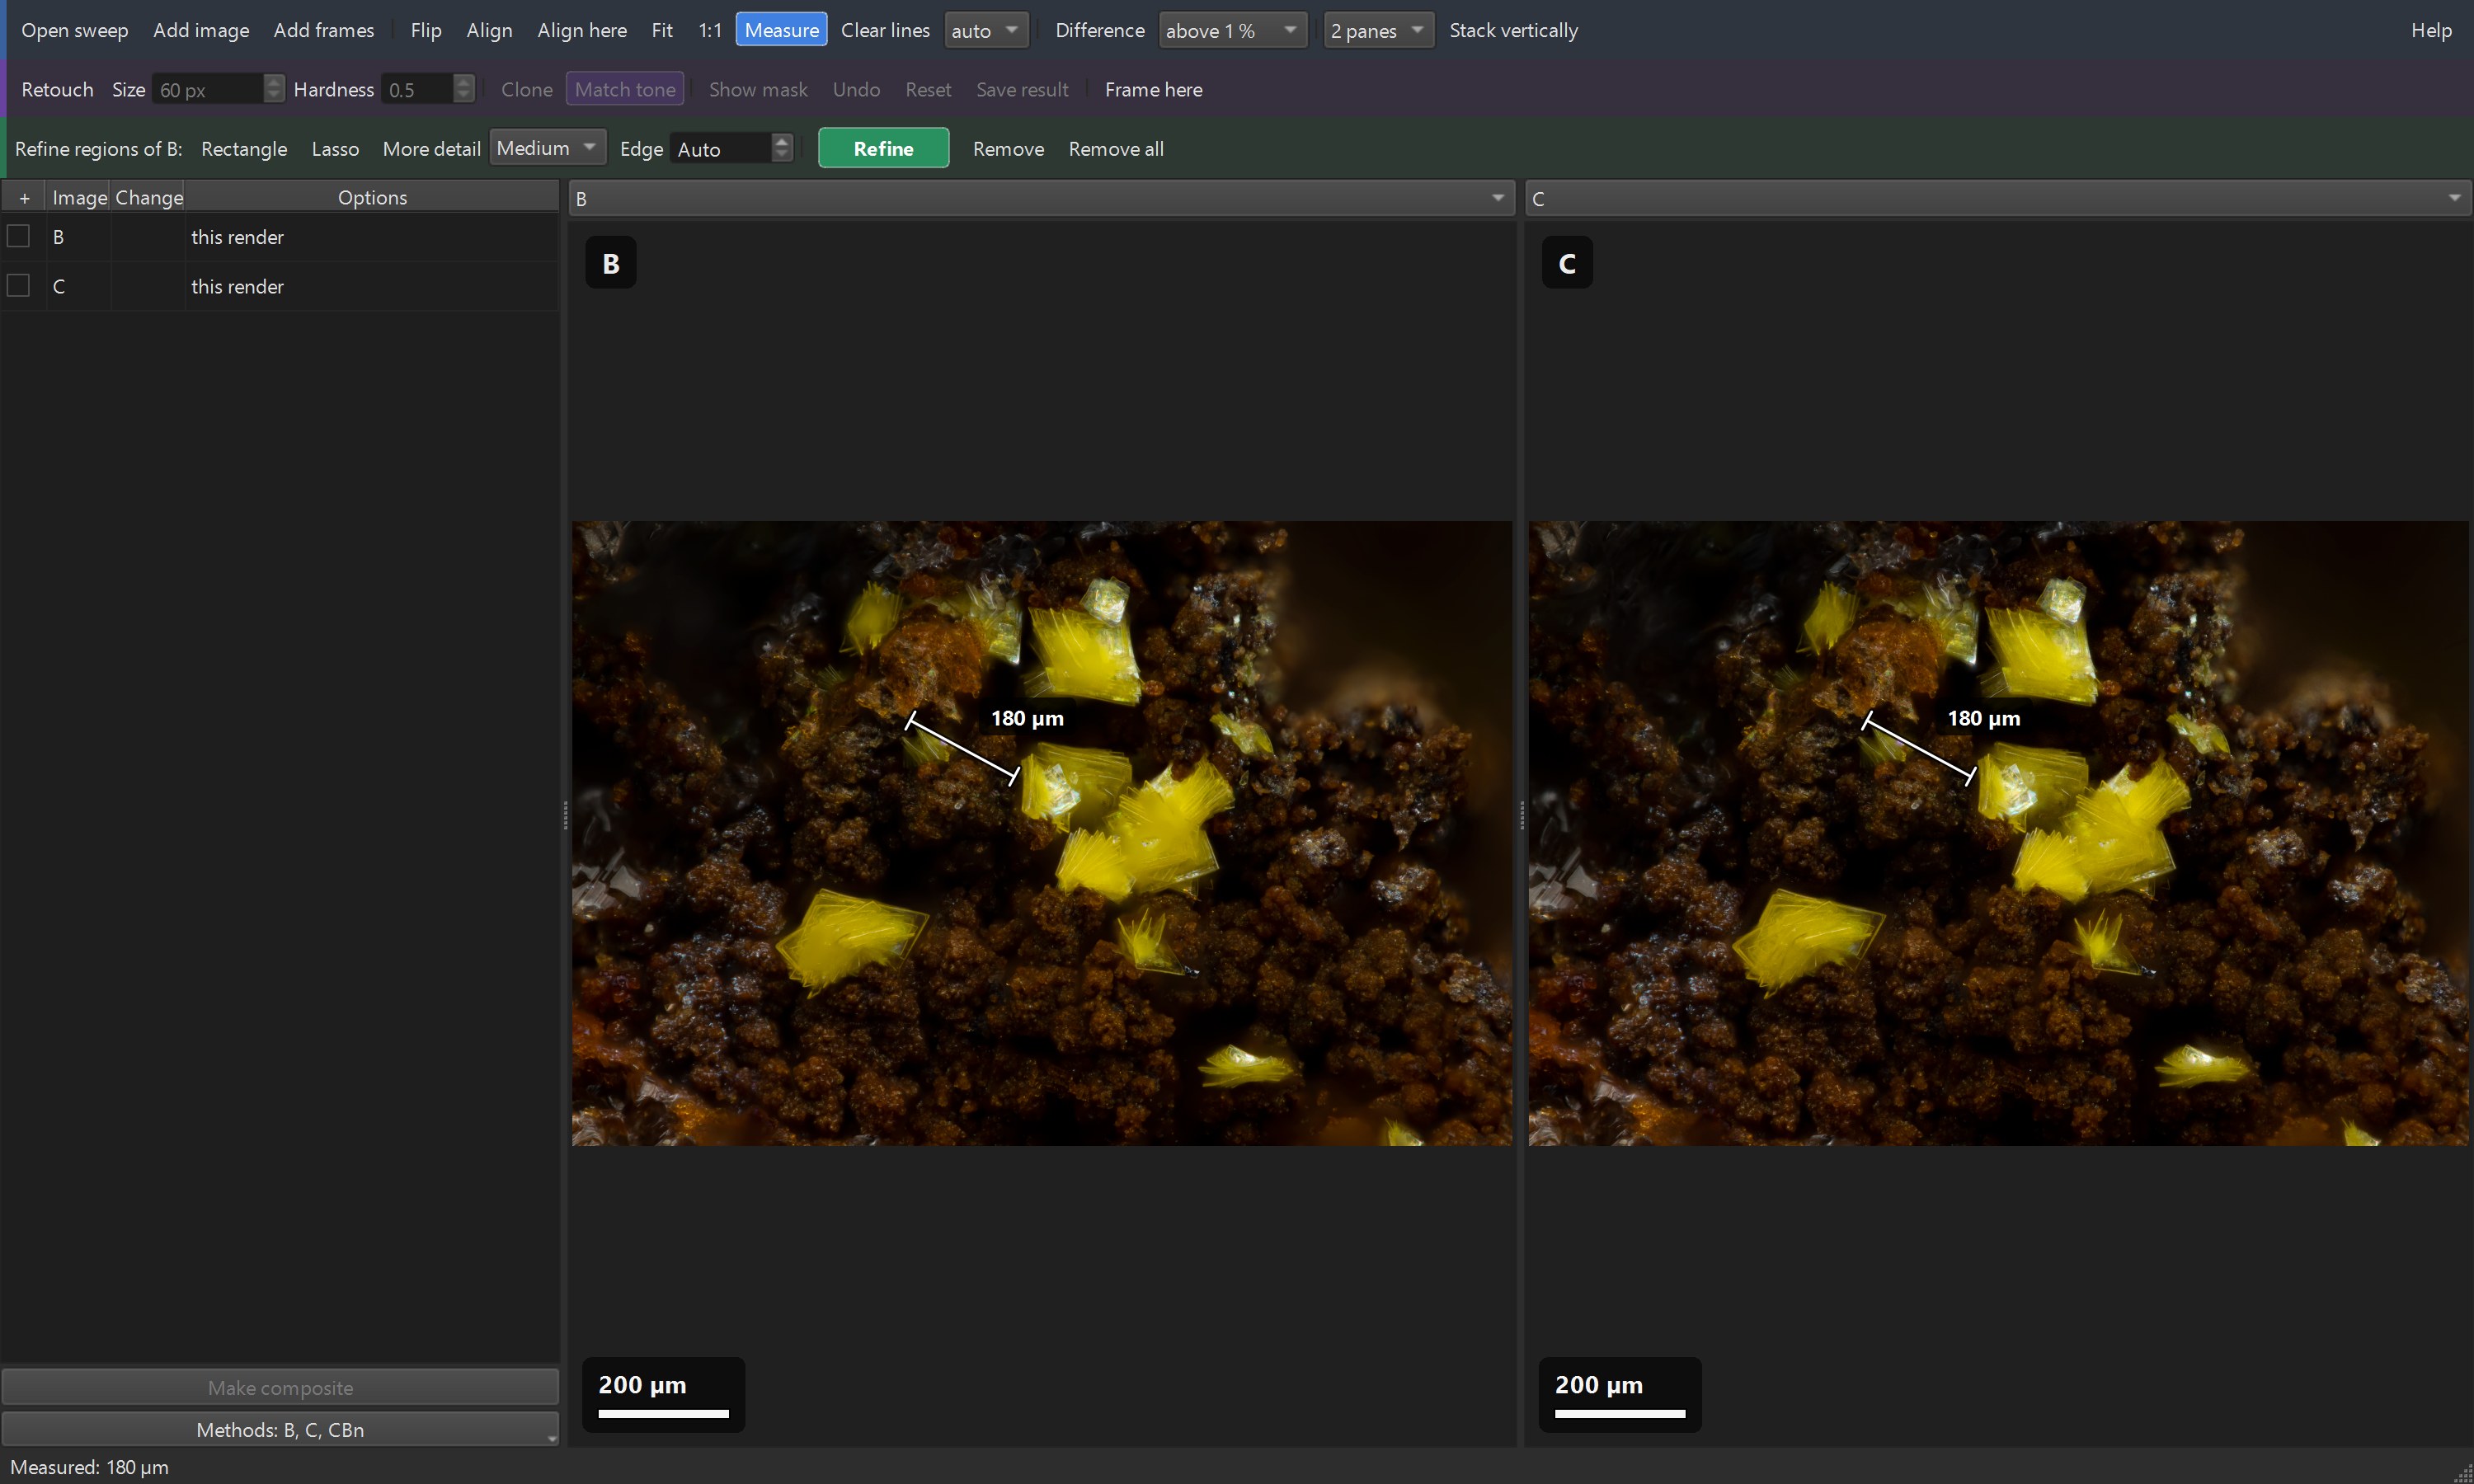 Open sweep Add image Add frames Flip Align Align here Fit 1:1 Measure Clear lines auto Difference above 1 % 2 panes Stack vertically Help
Retouch Size 60 px Hardness 0.5 Clone Match tone Show mask Undo Reset Save result Frame here
Refine regions of B: Rectangle Lasso More detail Medium Edge Auto Refine Remove Remove all
+ Image Change Options
B this render
C this render
B
B
180 µm
200 µm
C
C
180 µm
200 µm
Make composite
Methods: B, C, CBn
Measured: 180 µm